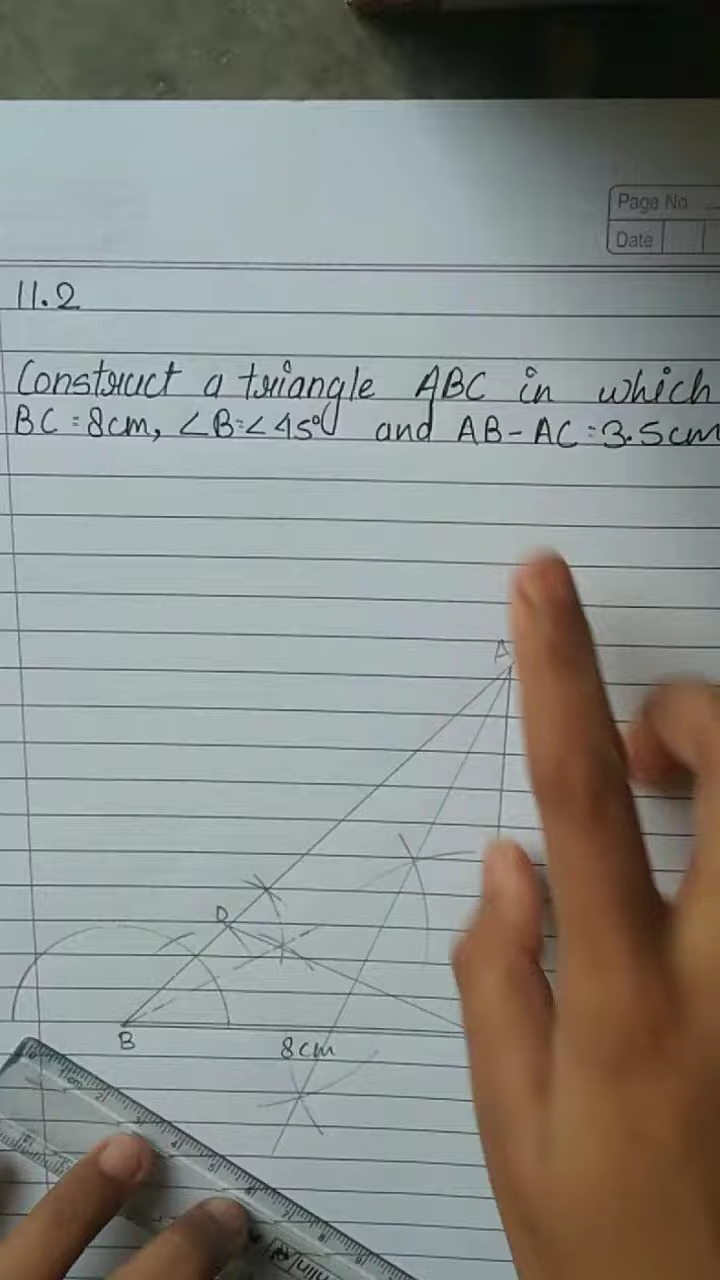 Page No
Date
11.2
Construct a triangle ABC in which
BC = 8cm, ∠B=∠45° and AB-AC=3.5cm
A
D
B
8cm